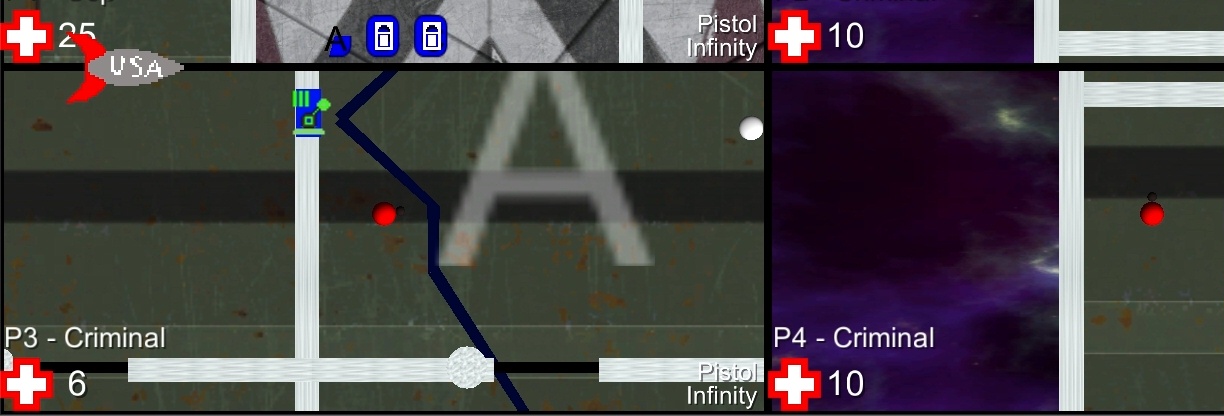 25
A
Pistol
Infinity
10
USA
A
P3 - Criminal
6
Pistol
Infinity
P4 - Criminal
10